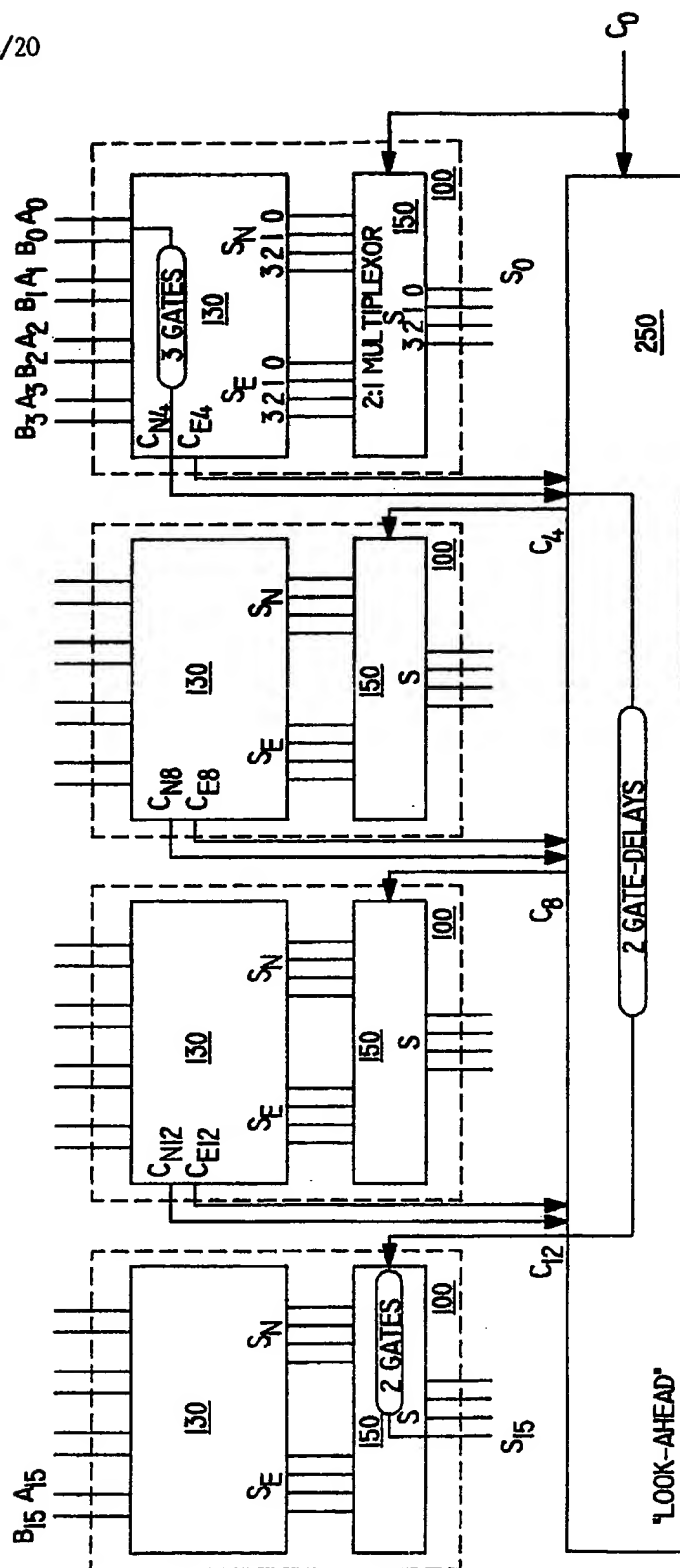 /20
B3 A3 B2 A2 B1 A1 B0 A0
3 GATES
130
CN4
CE4
SE
3 2 1 0
SN
3 2 1 0
2:1 MULTIPLEXOR
150
100
S
3 2 1 0
S0
C0
CN8
CE8
130
SE
SN
150
S
100
C4
CN12
CE12
130
SE
SN
150
S
100
C8
B15 A15
130
SE
SN
2 GATES
150
S
100
S15
C12
2 GATE-DELAYS
250
"LOOK-AHEAD"